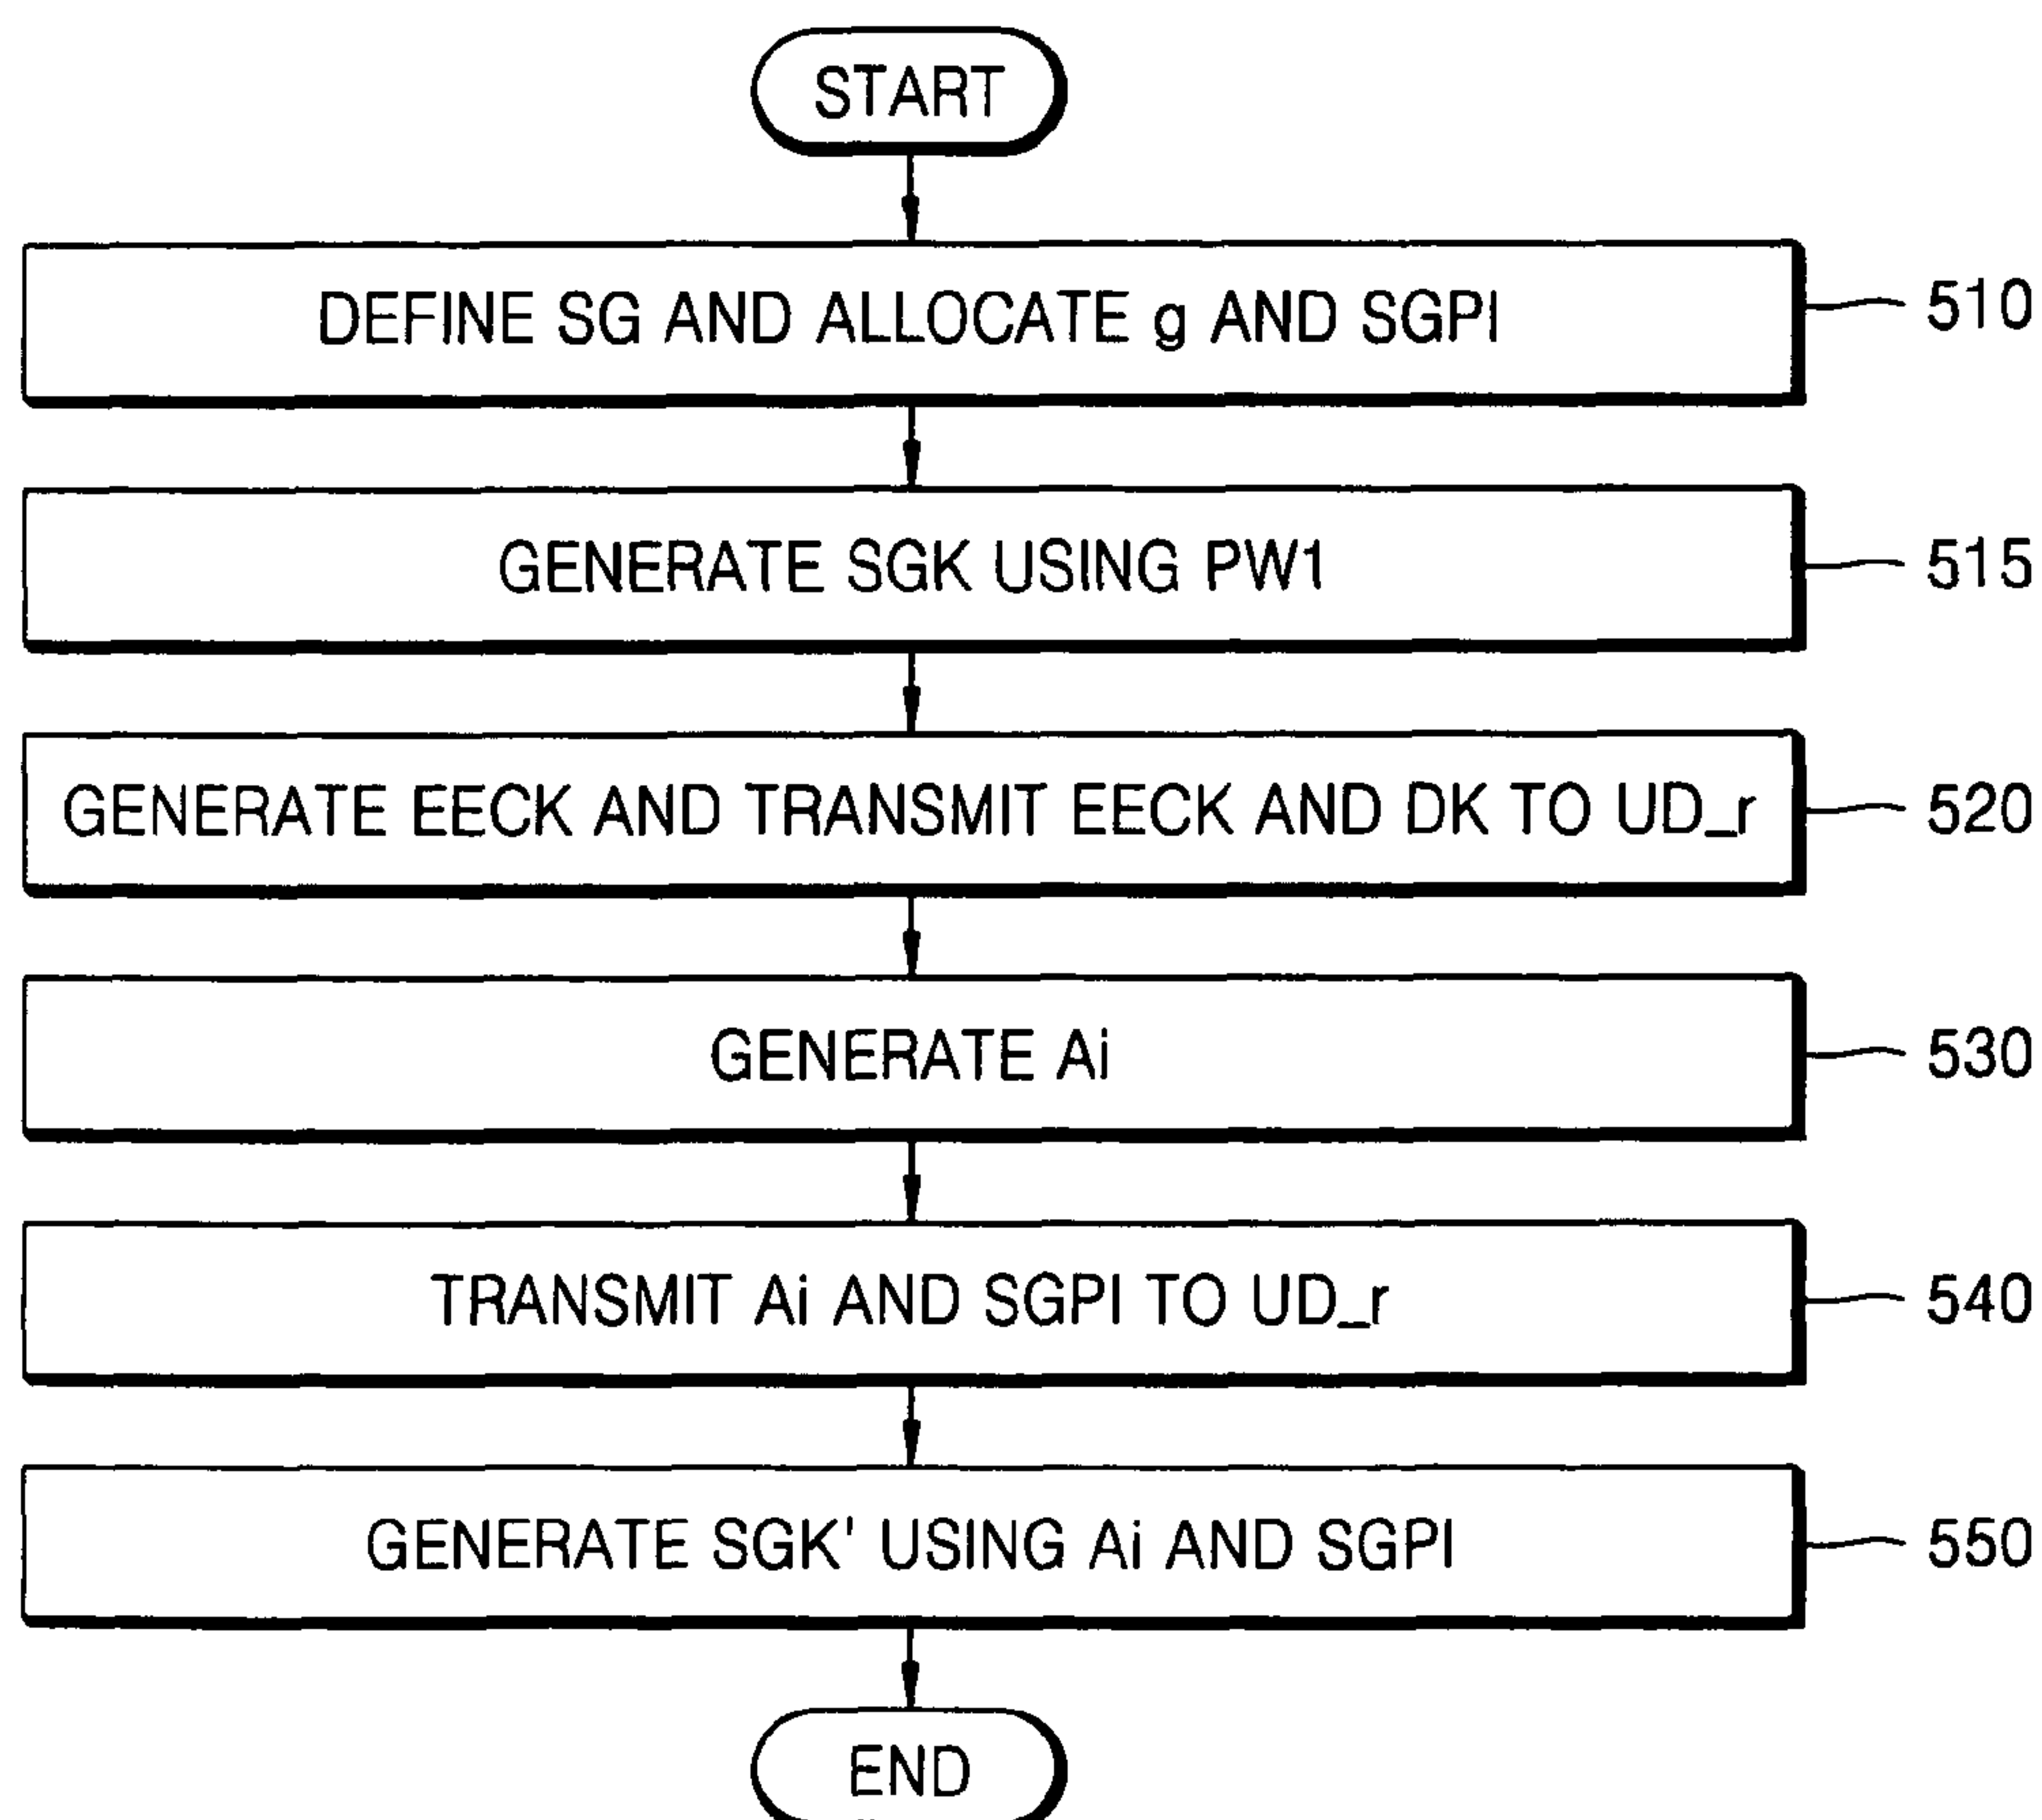 START
DEFINE SG AND ALLOCATE g AND SGPI
510
GENERATE SGK USING PW1
515
GENERATE EECK AND TRANSMIT EECK AND DK TO UD_r
520
GENERATE Ai
530
TRANSMIT Ai AND SGPI TO UD_r
540
GENERATE SGK' USING Ai AND SGPI
550
END